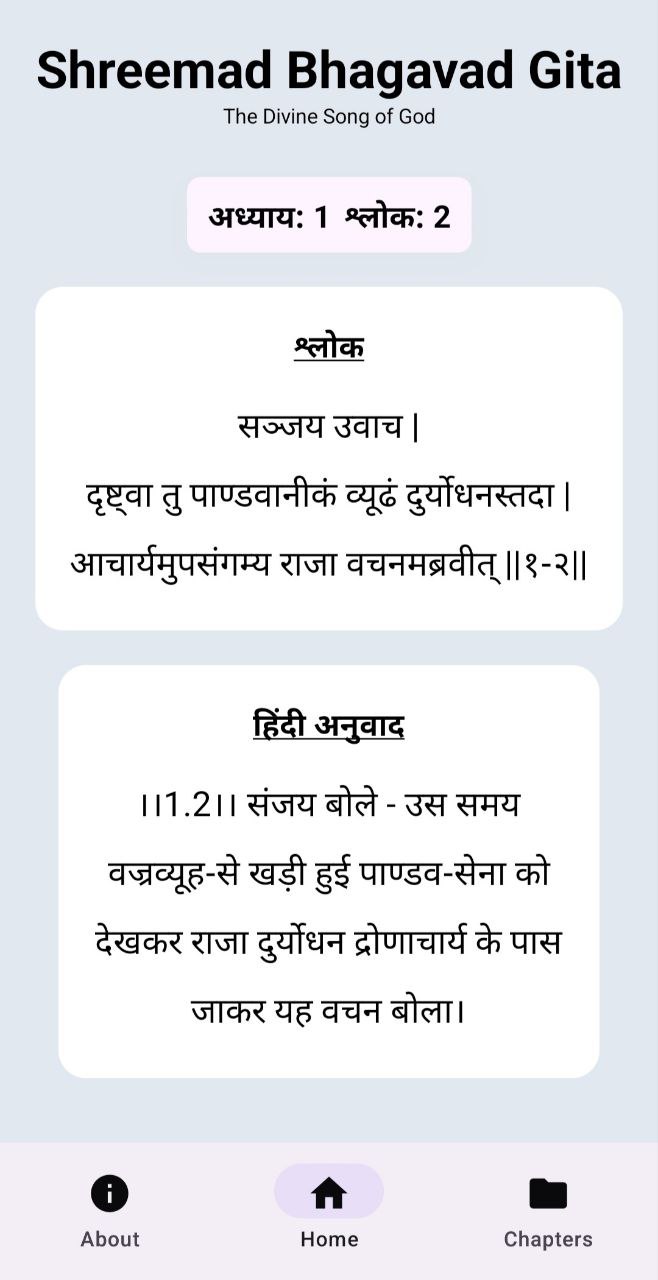 Shreemad Bhagavad Gita
The Divine Song of God
अध्याय: 1 श्लोक: 2
श्लोक
सञ्जय उवाच |
दृष्ट्वा तु पाण्डवानीकं व्यूढं दुर्योधनस्तदा |
आचार्यमुपसंगम्य राजा वचनमब्रवीत् ||१-२||
हिंदी अनुवाद
।।1.2।। संजय बोले - उस समय
वज्रव्यूह-से खड़ी हुई पाण्डव-सेना को
देखकर राजा दुर्योधन द्रोणाचार्य के पास
जाकर यह वचन बोला।
About
Home
Chapters